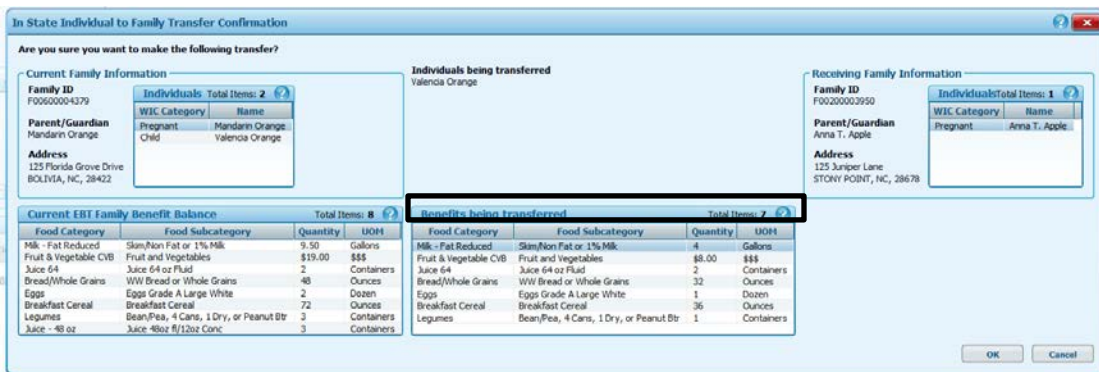 In State Individual to Family Transfer Confirmation
Are you sure you want to make the following transfer?
Current Family Information
Family ID
F00600004379
Parent/Guardian
Mandarin Orange
Address
125 Florida Grove Drive
BOLIVIA, NC, 28422
Individuals Total Items: 2
WIC Category Name
Pregnant Mandarin Orange
Child Valencia Orange
Individuals being transferred
Valencia Orange
Receiving Family Information
Family ID
F00200003950
Parent/Guardian
Anna T. Apple
Address
125 Juniper Lane
STONY POINT, NC, 28678
Individuals Total Items: 1
WIC Category Name
Pregnant Anna T. Apple
Current EBT Family Benefit Balance Total Items: 8
Food Category Food Subcategory Quantity UOM
Milk - Fat Reduced Skim/Non Fat or 1% Milk 9.50 Gallons
Fruit & Vegetable CVB Fruit and Vegetables $19.00 $$$
Juice 64 Juice 64 oz Fluid 2 Containers
Bread/Whole Grains WW Bread or Whole Grains 48 Ounces
Eggs Eggs Grade A Large White 2 Dozen
Breakfast Cereal Breakfast Cereal 72 Ounces
Legumes Bean/Pea, 4 Cans, 1 Dry, or Peanut Btr 3 Containers
Juice - 48 oz Juice 48oz fl/12oz Conc 3 Containers
Benefits being transferred Total Items: 7
Food Category Food Subcategory Quantity UOM
Milk - Fat Reduced Skim/Non Fat or 1% Milk 4 Gallons
Fruit & Vegetable CVB Fruit and Vegetables $8.00 $$$
Juice 64 Juice 64 oz Fluid 2 Containers
Bread/Whole Grains WW Bread or Whole Grains 32 Ounces
Eggs Eggs Grade A Large White 1 Dozen
Breakfast Cereal Breakfast Cereal 36 Ounces
Legumes Bean/Pea, 4 Cans, 1 Dry, or Peanut Btr 1 Containers
OK Cancel